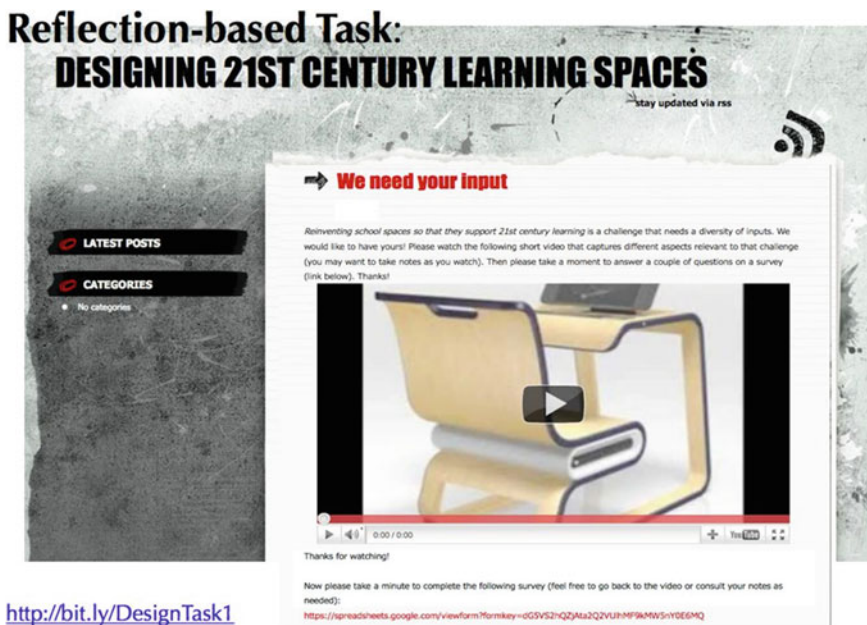 Reflection-based Task:
DESIGNING 21ST CENTURY LEARNING SPACES
stay updated via rss
We need your input
LATEST POSTS
CATEGORIES
No categories
Reinventing school spaces so that they support 21st century learning is a challenge that needs a diversity of inputs. We
would like to have yours! Please watch the following short video that captures different aspects relevant to that challenge
(you may want to take notes as you watch). Then please take a moment to answer a couple of questions on a survey
(link below). Thanks!
0:00 / 0:00
YouTube
Thanks for watching!
Now please take a minute to complete the following survey (feel free to go back to the video or consult your notes as
needed):
http://bit.ly/DesignTask1